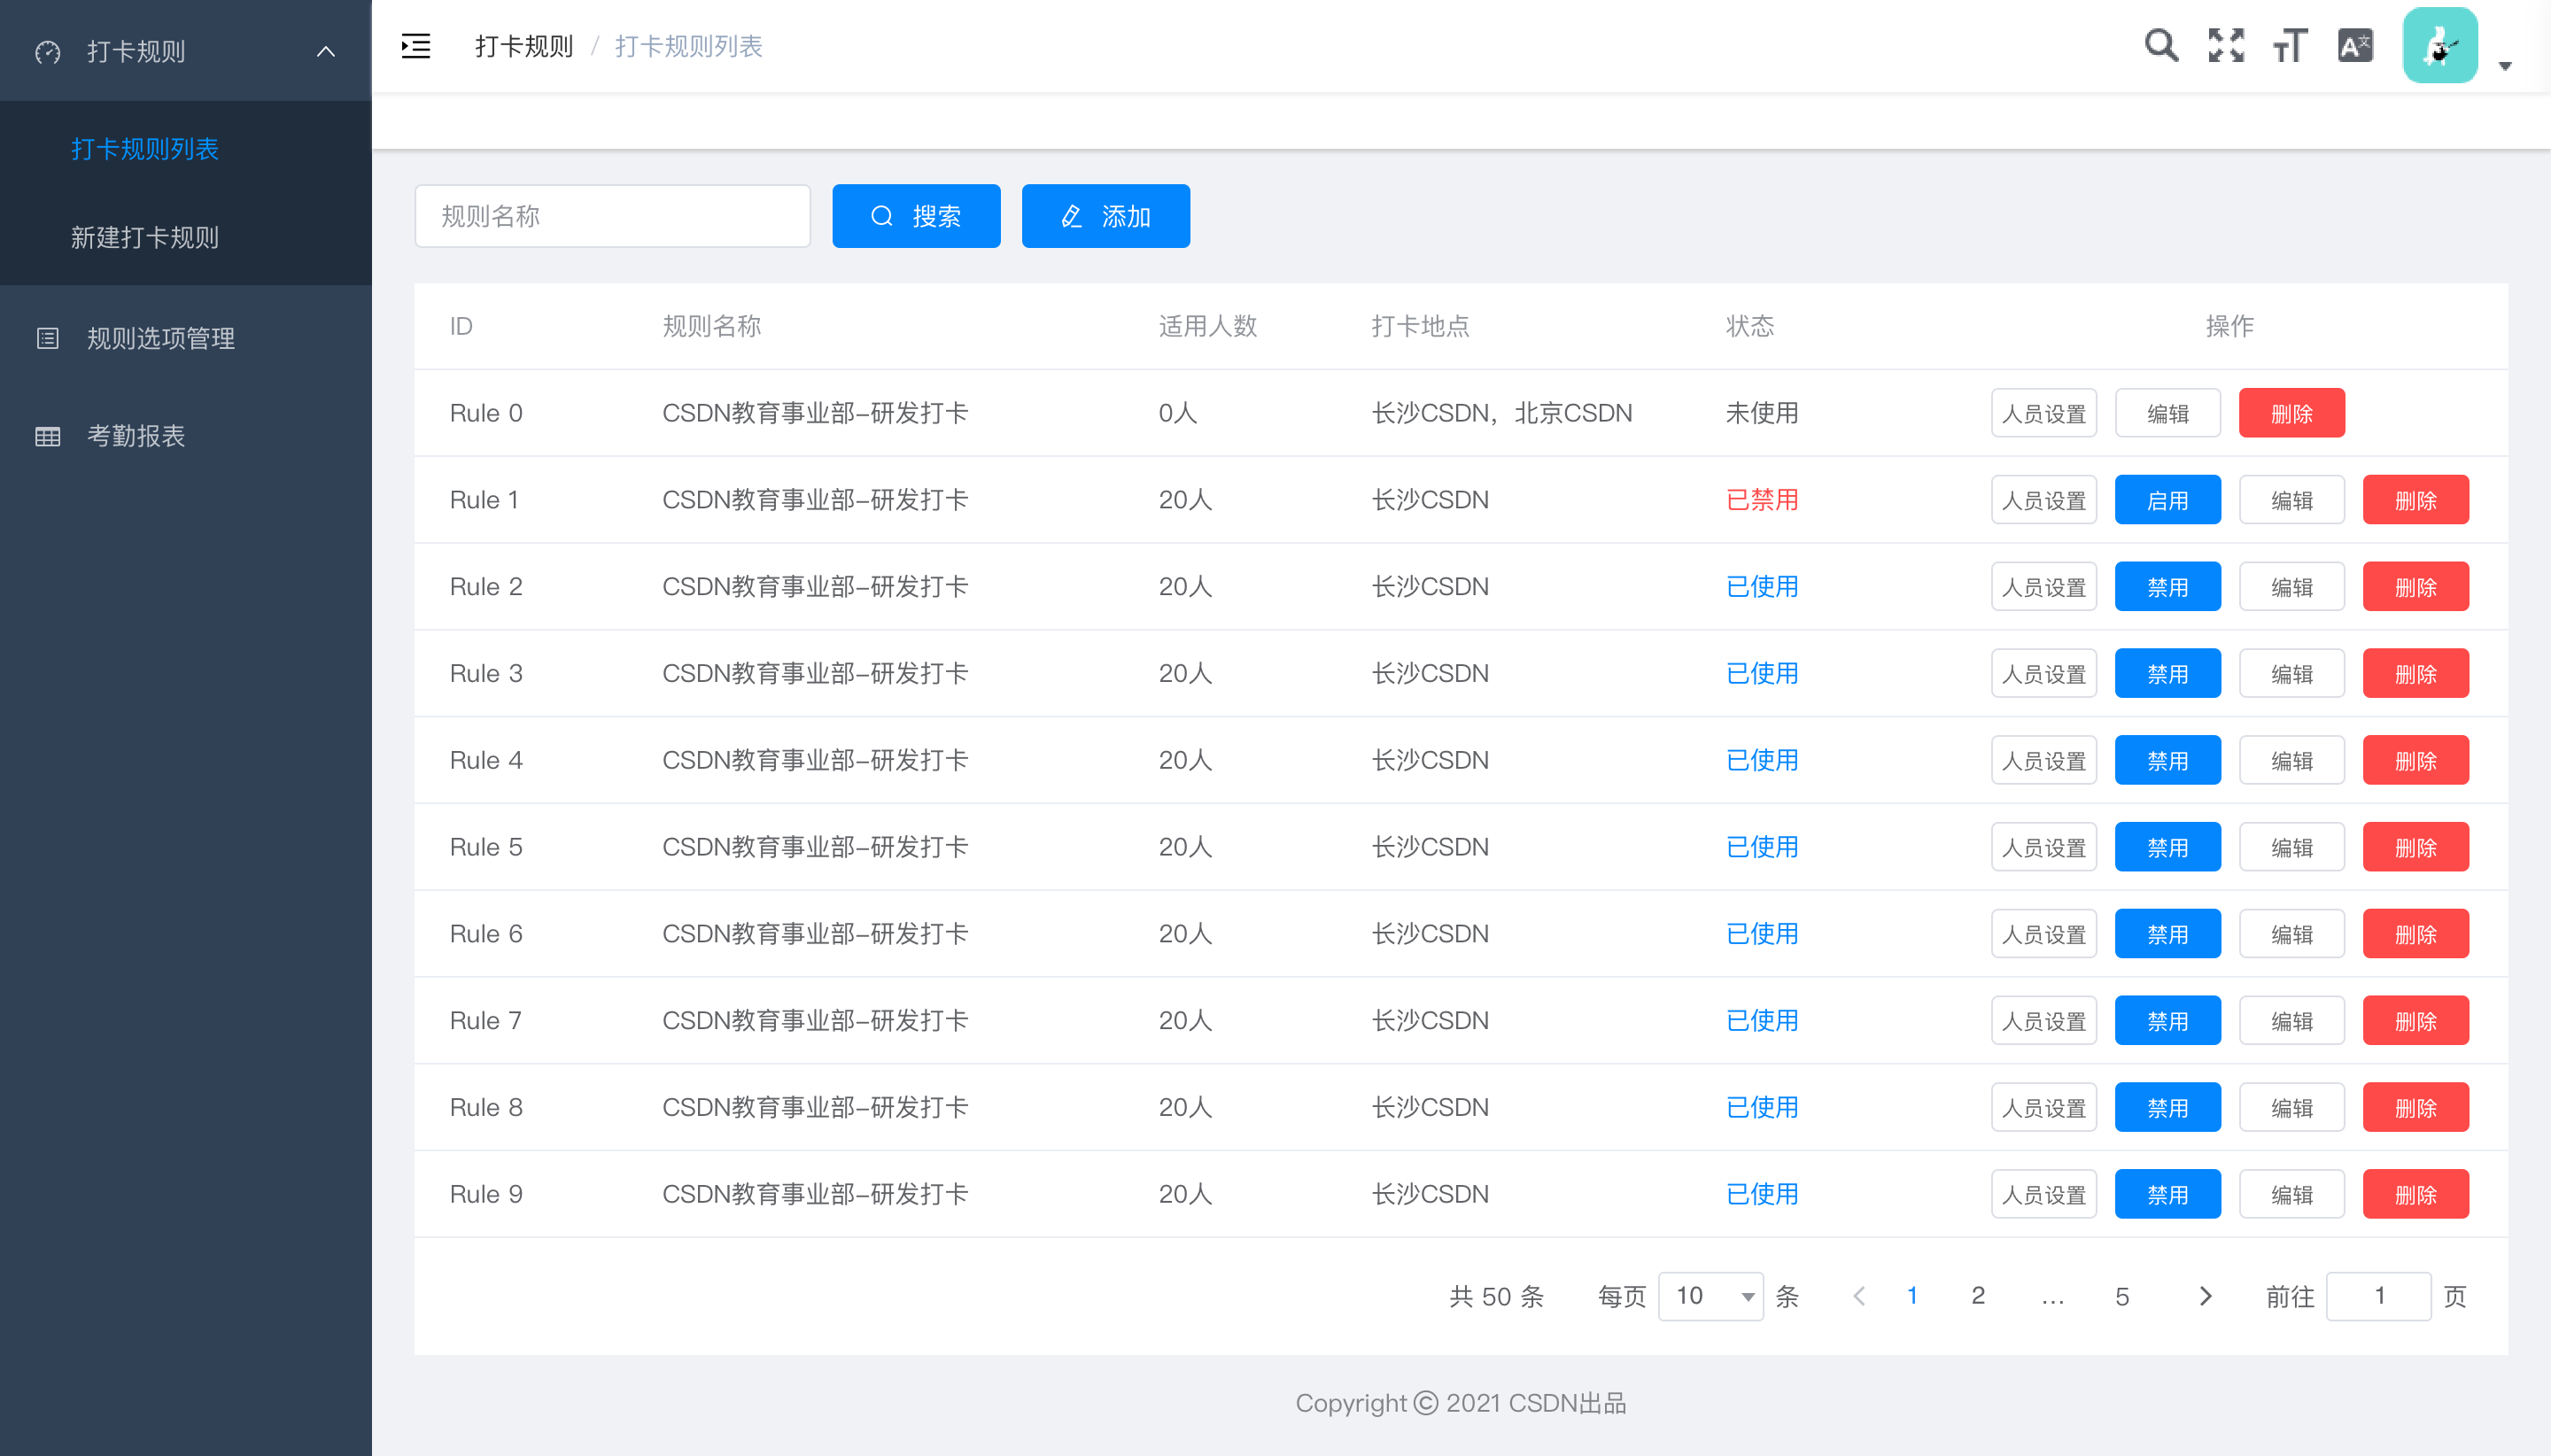 打卡规则
打卡规则列表
新建打卡规则
规则选项管理
考勤报表
打卡规则 / 打卡规则列表
规则名称 搜索 添加
ID 规则名称 适用人数 打卡地点 状态 操作
Rule 0 CSDN教育事业部-研发打卡 0人 长沙CSDN，北京CSDN 未使用 人员设置 编辑 删除
Rule 1 CSDN教育事业部-研发打卡 20人 长沙CSDN 已禁用 人员设置 启用 编辑 删除
Rule 2 CSDN教育事业部-研发打卡 20人 长沙CSDN 已使用 人员设置 禁用 编辑 删除
Rule 3 CSDN教育事业部-研发打卡 20人 长沙CSDN 已使用 人员设置 禁用 编辑 删除
Rule 4 CSDN教育事业部-研发打卡 20人 长沙CSDN 已使用 人员设置 禁用 编辑 删除
Rule 5 CSDN教育事业部-研发打卡 20人 长沙CSDN 已使用 人员设置 禁用 编辑 删除
Rule 6 CSDN教育事业部-研发打卡 20人 长沙CSDN 已使用 人员设置 禁用 编辑 删除
Rule 7 CSDN教育事业部-研发打卡 20人 长沙CSDN 已使用 人员设置 禁用 编辑 删除
Rule 8 CSDN教育事业部-研发打卡 20人 长沙CSDN 已使用 人员设置 禁用 编辑 删除
Rule 9 CSDN教育事业部-研发打卡 20人 长沙CSDN 已使用 人员设置 禁用 编辑 删除
共 50 条 每页 10 条 1 2 ... 5 前往 1 页
Copyright © 2021 CSDN出品